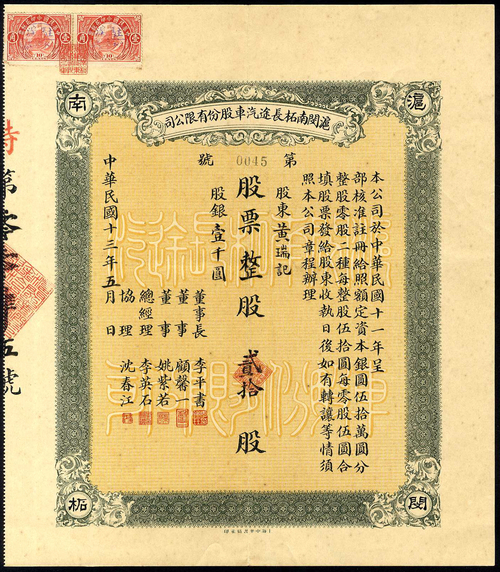 滬閔南柘長途汽車股份有限公司
滬
南
閔
柘
第 0045 號
本公司於中華民國十一年呈
部核准註冊給照額定資本銀圓伍拾萬圓分
整股零股二種每整股伍拾圓每零股伍圓合
填股票發給股東收執日後如有轉讓等情須
照本公司章程辦理
股東 黃瑞記
股票整股 貳拾 股
股銀 壹千圓
董事長 李平書
董事 顧馨一
董事 姚紫若
總經理 李英石
協理 沈春江
中華民國十三年五月 日